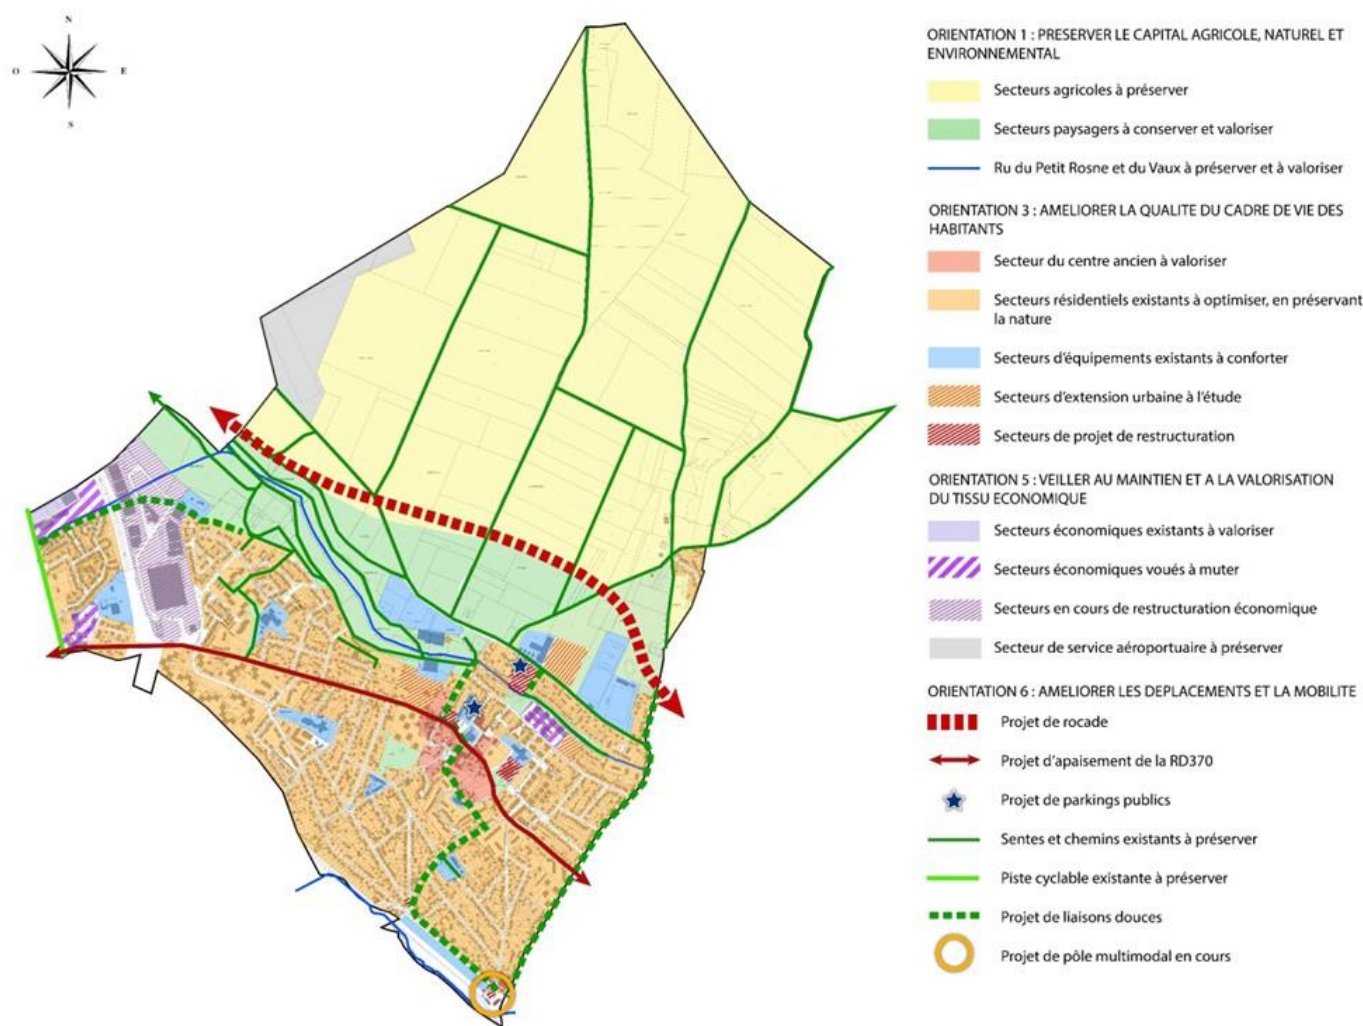 N
O
E
S
ORIENTATION 1 : PRESERVER LE CAPITAL AGRICOLE, NATUREL ET
ENVIRONNEMENTAL
Secteurs agricoles à préserver
Secteurs paysagers à conserver et valoriser
Ru du Petit Rosne et du Vaux à préserver et à valoriser
ORIENTATION 3 : AMELIORER LA QUALITE DU CADRE DE VIE DES
HABITANTS
Secteur du centre ancien à valoriser
Secteurs résidentiels existants à optimiser, en préservant
la nature
Secteurs d'équipements existants à conforter
Secteurs d'extension urbaine à l'étude
Secteurs de projet de restructuration
ORIENTATION 5 : VEILLER AU MAINTIEN ET A LA VALORISATION
DU TISSU ECONOMIQUE
Secteurs économiques existants à valoriser
Secteurs économiques voués à muter
Secteurs en cours de restructuration économique
Secteur de service aéroportuaire à préserver
ORIENTATION 6 : AMELIORER LES DEPLACEMENTS ET LA MOBILITE
Projet de rocade
Projet d'apaisement de la RD370
Projet de parkings publics
Sentes et chemins existants à préserver
Piste cyclable existante à préserver
Projet de liaisons douces
Projet de pôle multimodal en cours